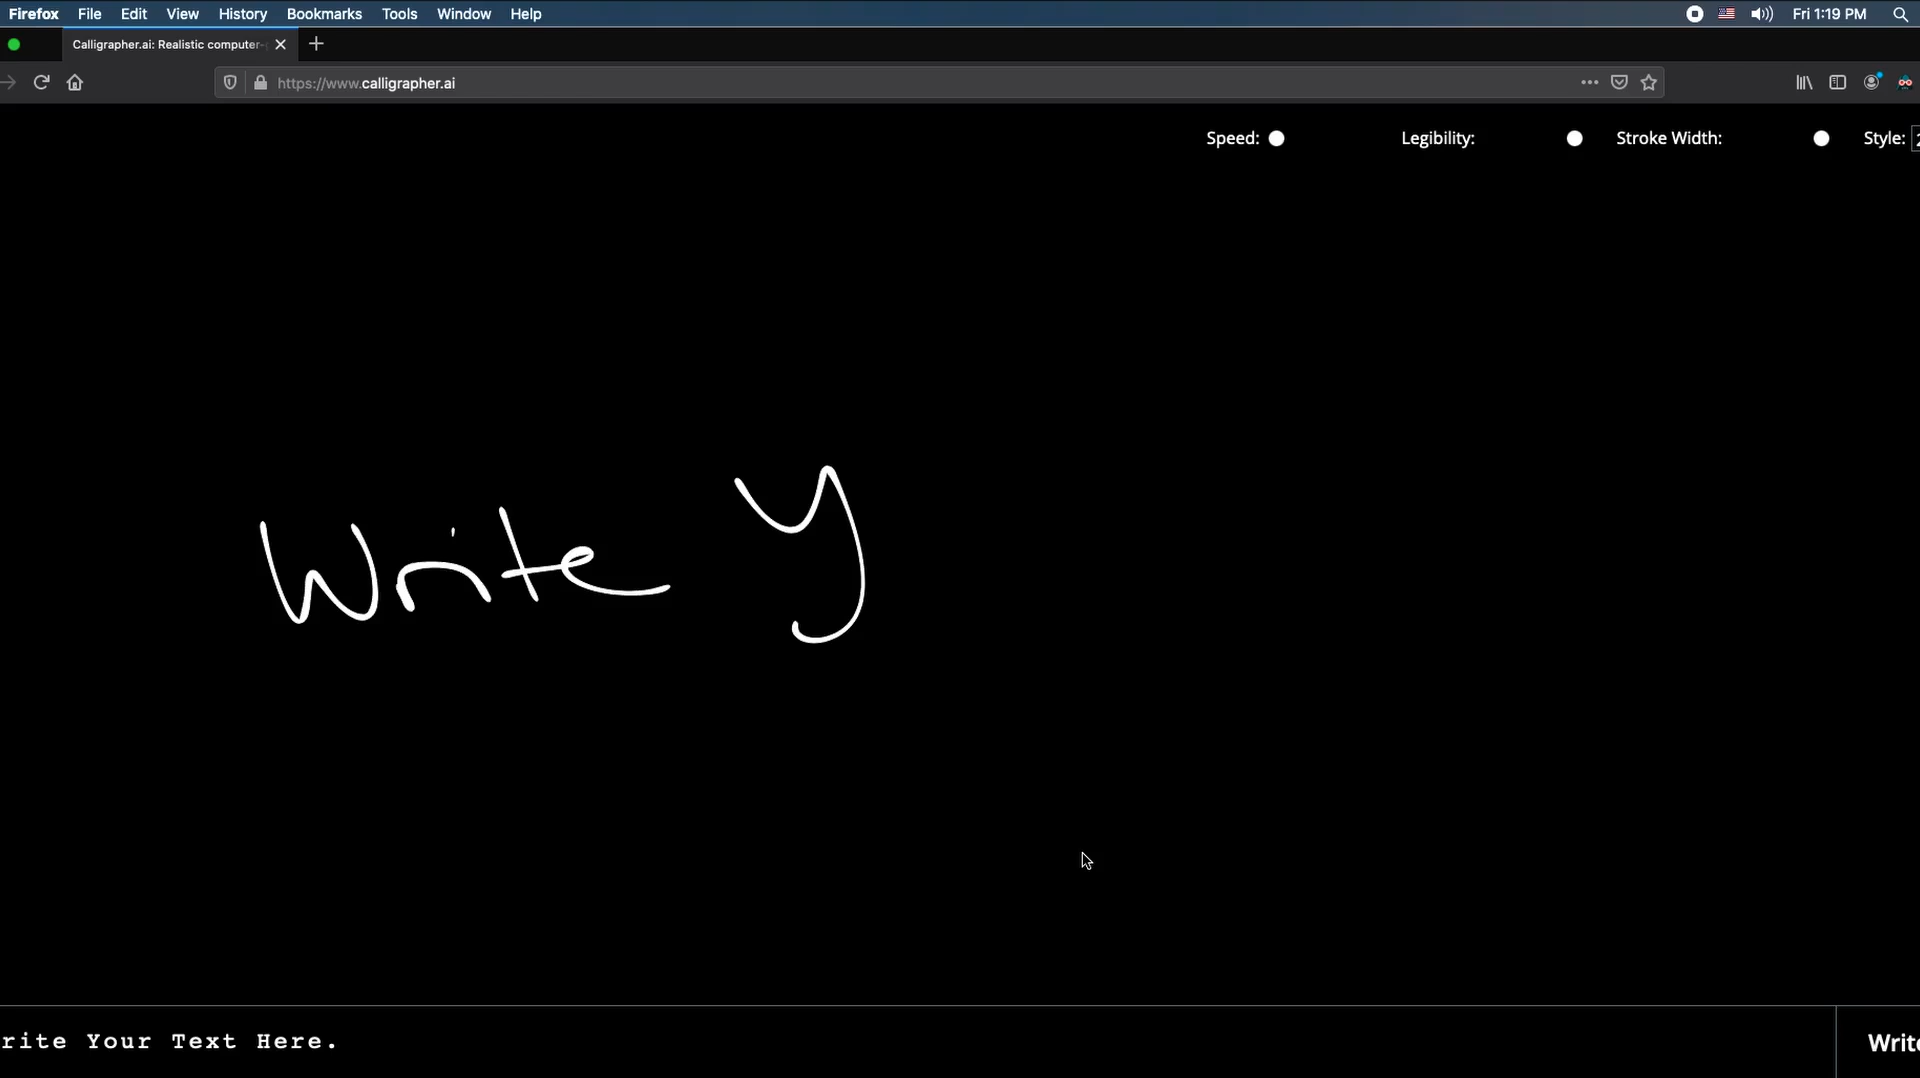 Firefox File Edit View History Bookmarks Tools Window Help Fri 1:19 PM
Calligrapher.ai: Realistic computer-
https://www.calligrapher.ai
Speed: Legibility: Stroke Width: Style:
Write Y
rite Your Text Here.
Write